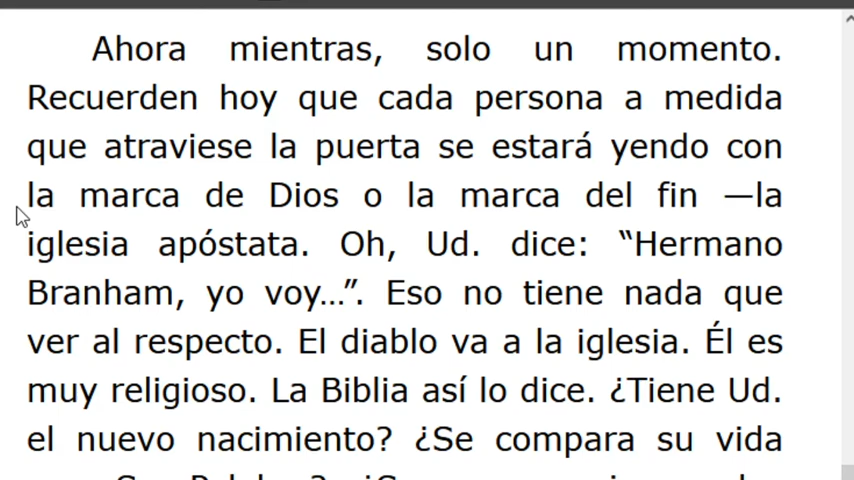 Ahora mientras, solo un momento.
Recuerden hoy que cada persona a medida
que atraviese la puerta se estará yendo con
la marca de Dios o la marca del fin —la
iglesia apóstata. Oh, Ud. dice: “Hermano
Branham, yo voy…”. Eso no tiene nada que
ver al respecto. El diablo va a la iglesia. Él es
muy religioso. La Biblia así lo dice. ¿Tiene Ud.
el nuevo nacimiento? ¿Se compara su vida